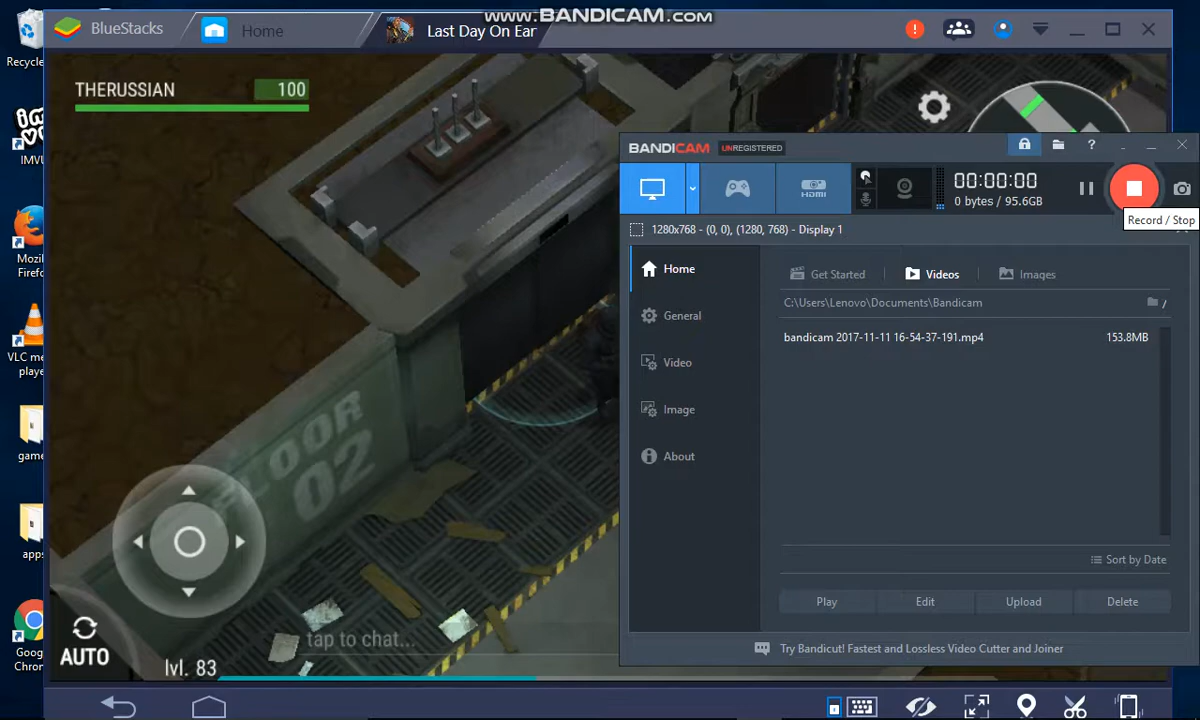 www.BANDICAM.com
BlueStacks
Home
Last Day On Ear
Recycle
IMVU
Mozil
Firefo
VLC me
playe
game
apps
Goog
Chron
THERUSSIAN
100
FLOOR
02
tap to chat...
AUTO
lvl. 83
BANDICAM
UNREGISTERED
?
HDMI
00:00:00
0 bytes / 95.6GB
Record / Stop
1280x768 - (0, 0), (1280, 768) - Display 1
Home
General
Video
Image
About
Get Started
Videos
Images
C:\Users\Lenovo\Documents\Bandicam
bandicam 2017-11-11 16-54-37-191.mp4
153.8MB
Sort by Date
Play
Edit
Upload
Delete
Try Bandicut! Fastest and Lossless Video Cutter and Joiner